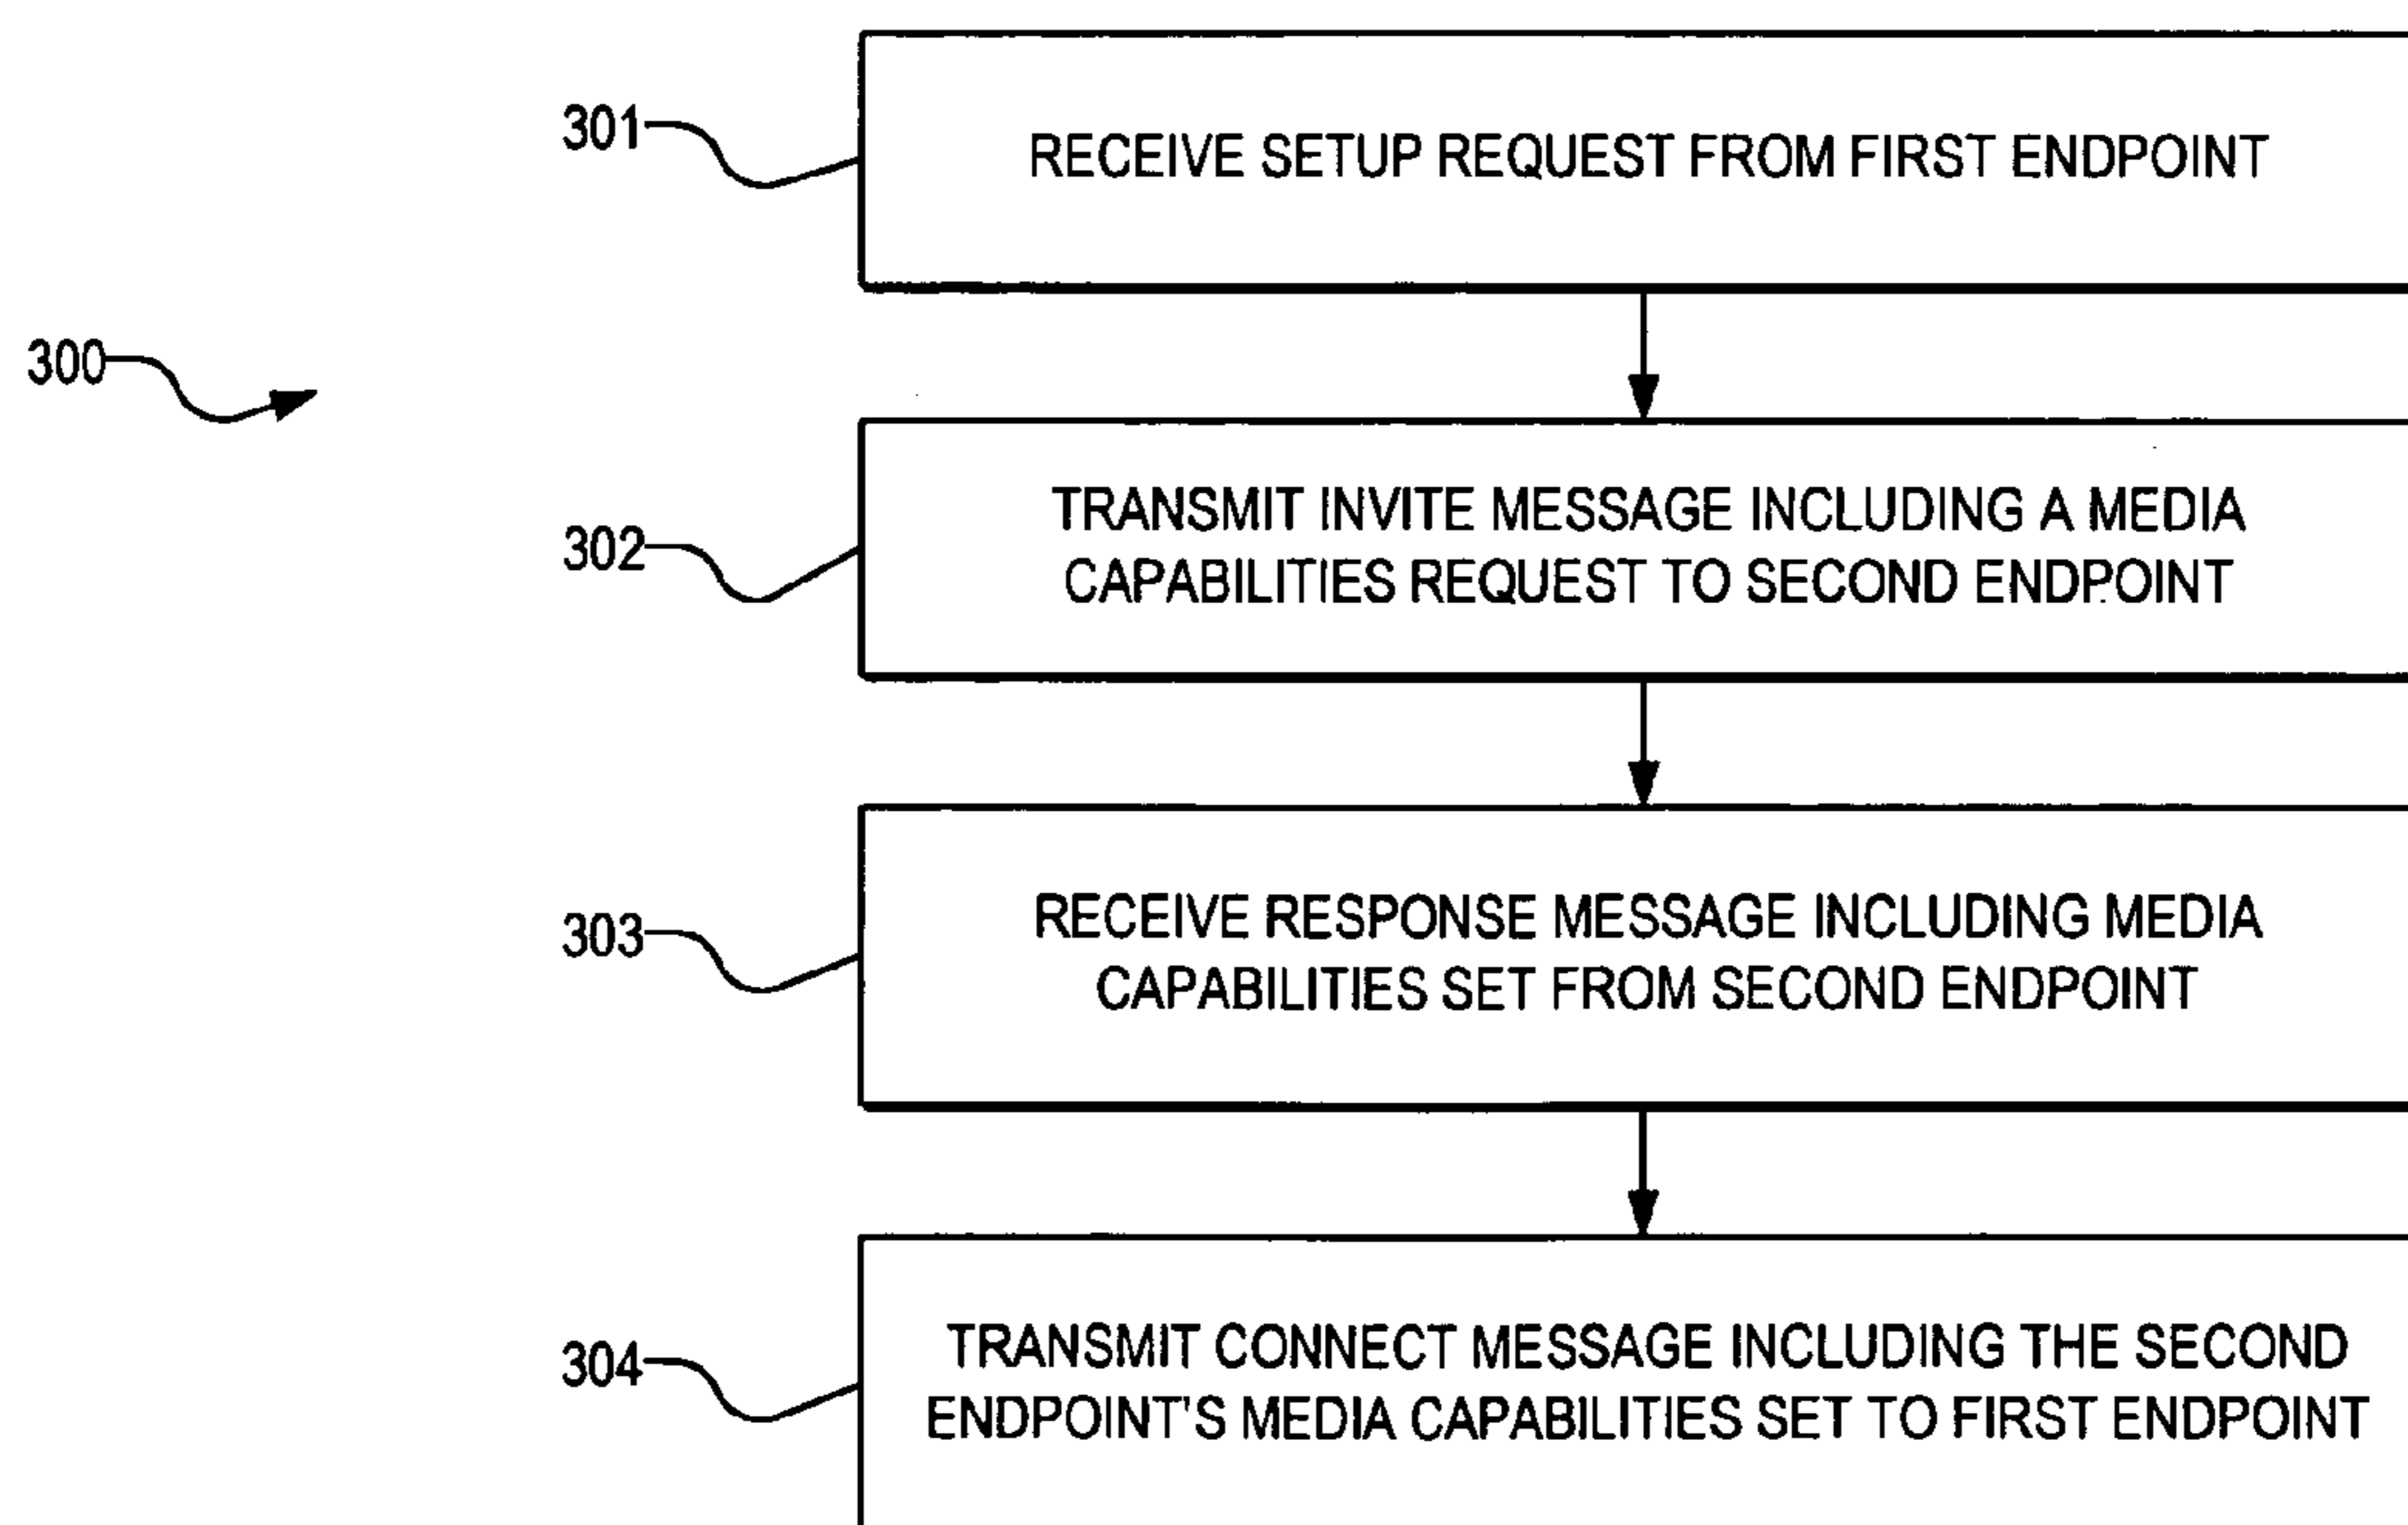 301
RECEIVE SETUP REQUEST FROM FIRST ENDPOINT
300
302
TRANSMIT INVITE MESSAGE INCLUDING A MEDIA
CAPABILITIES REQUEST TO SECOND ENDPOINT
303
RECEIVE RESPONSE MESSAGE INCLUDING MEDIA
CAPABILITIES SET FROM SECOND ENDPOINT
304
TRANSMIT CONNECT MESSAGE INCLUDING THE SECOND
ENDPOINT'S MEDIA CAPABILITIES SET TO FIRST ENDPOINT